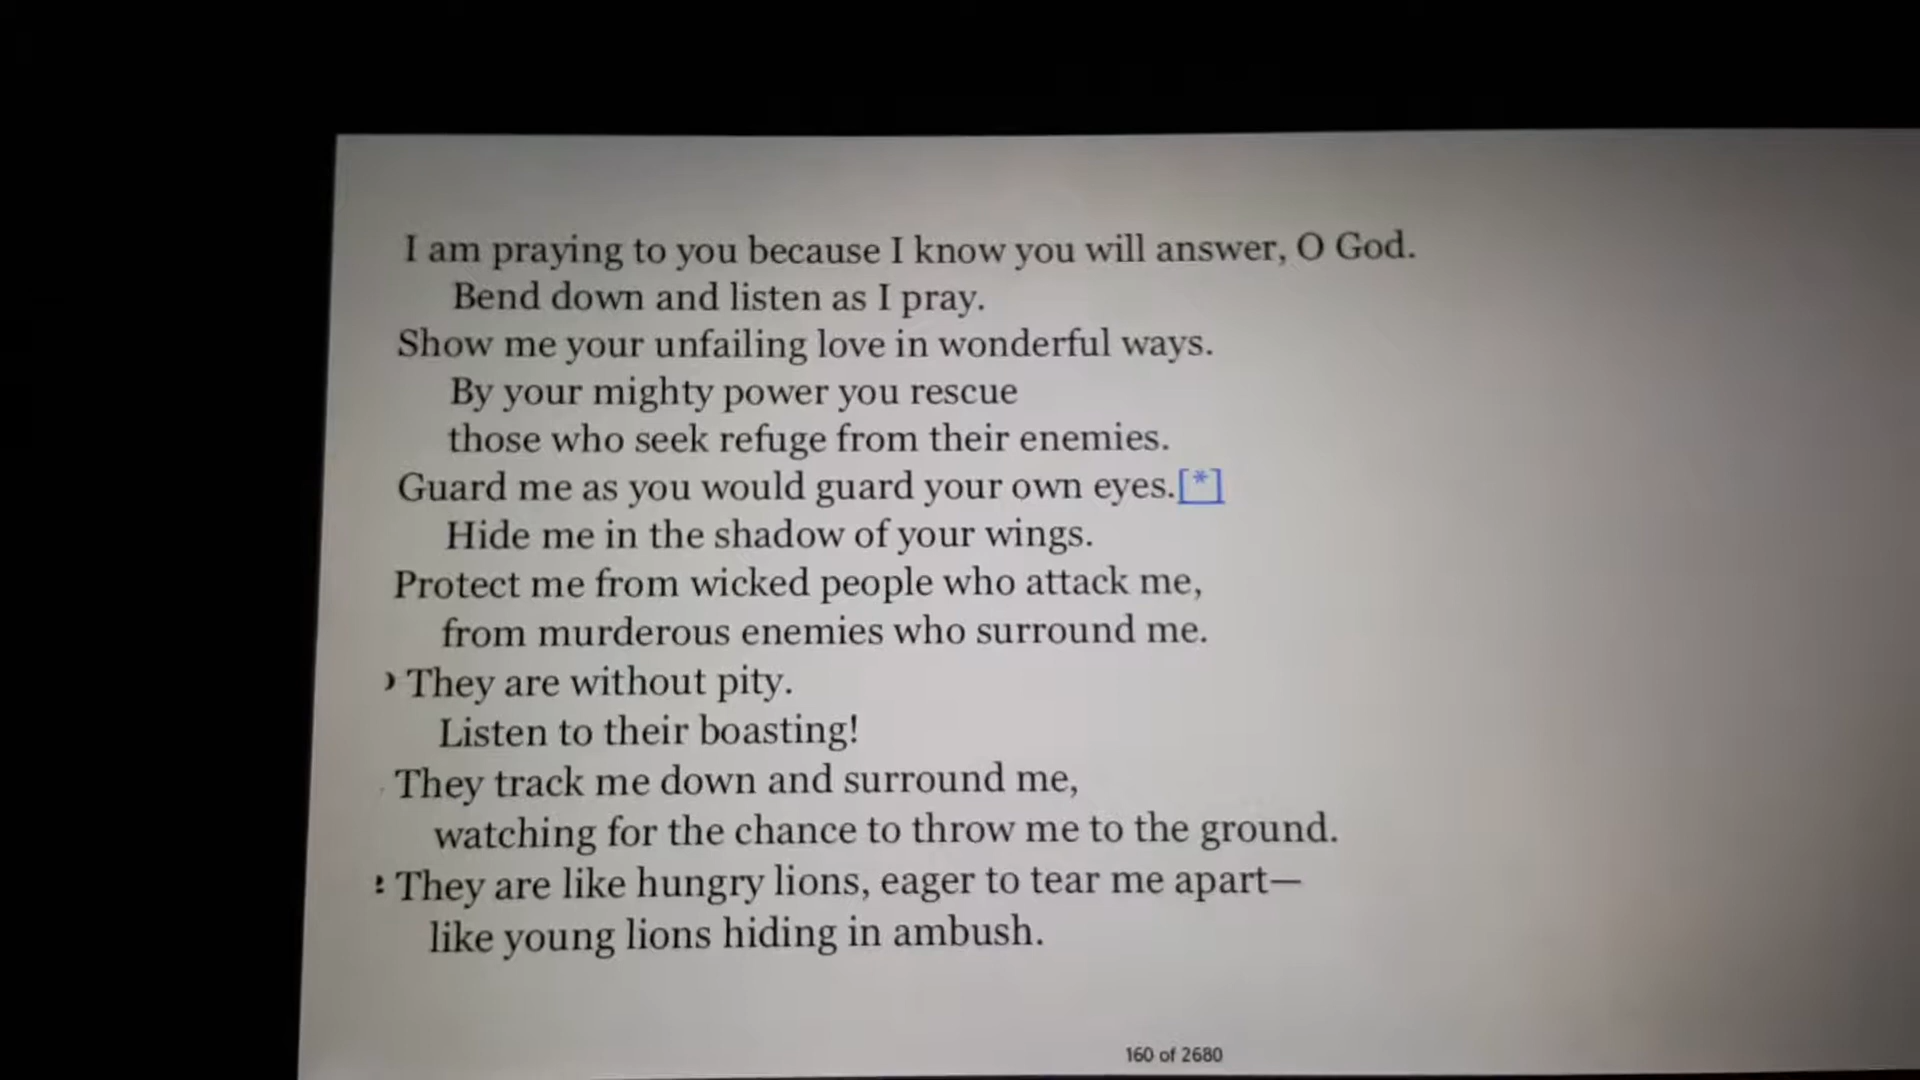 I am praying to you because I know you will answer, O God.
Bend down and listen as I pray.
Show me your unfailing love in wonderful ways.
By your mighty power you rescue
those who seek refuge from their enemies.
Guard me as you would guard your own eyes.[*]
Hide me in the shadow of your wings.
Protect me from wicked people who attack me,
from murderous enemies who surround me.
They are without pity.
Listen to their boasting!
They track me down and surround me,
watching for the chance to throw me to the ground.
They are like hungry lions, eager to tear me apart—
like young lions hiding in ambush.
160 of 2680